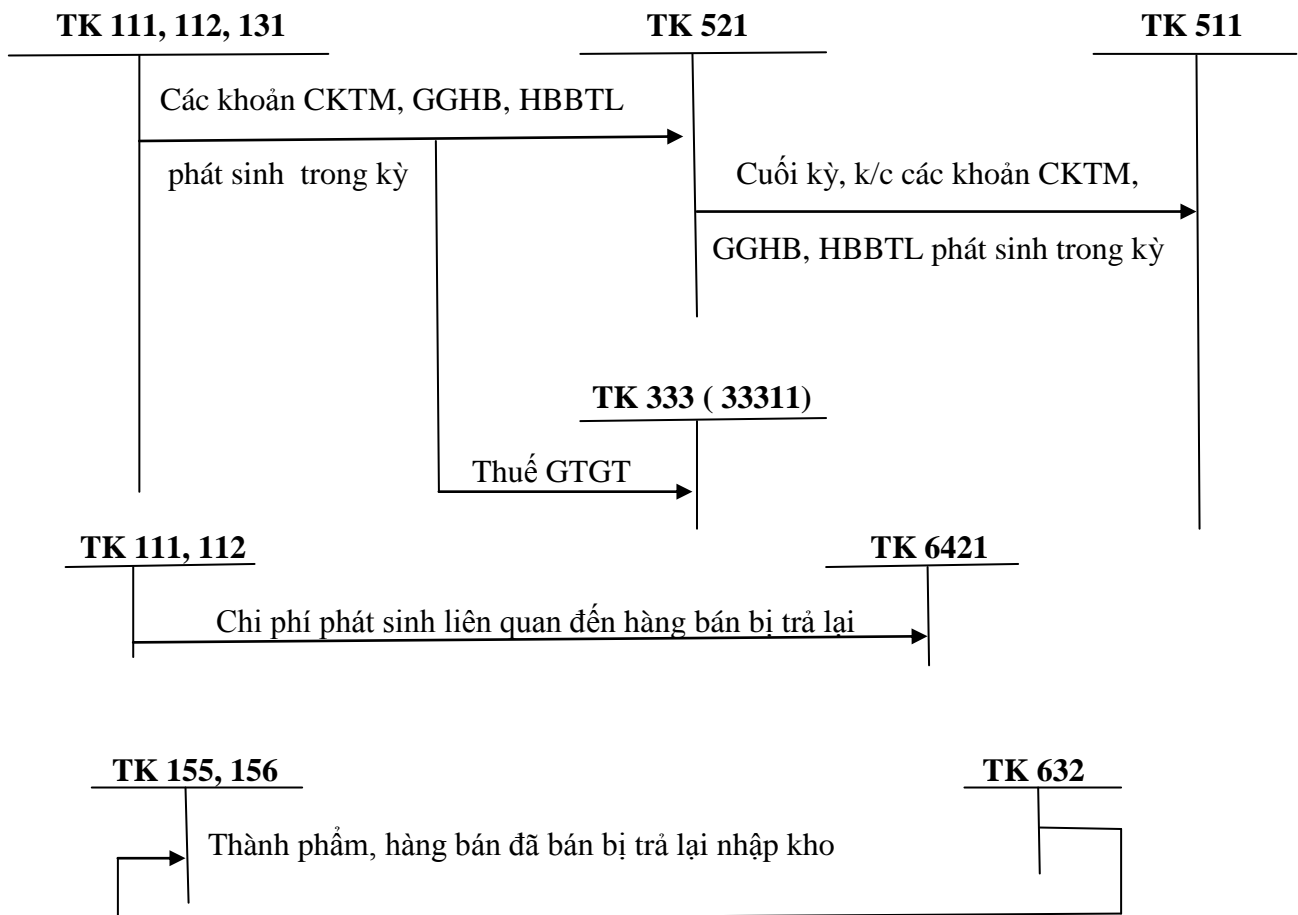 TK 111, 112, 131 TK 521 TK 511
Các khoản CKTM, GGHB, HBBTL
phát sinh trong kỳ
Cuối kỳ, k/c các khoản CKTM,
GGHB, HBBTL phát sinh trong kỳ
TK 333 ( 33311)
Thuế GTGT
TK 111, 112 TK 6421
Chi phí phát sinh liên quan đến hàng bán bị trả lại
TK 155, 156 TK 632
Thành phẩm, hàng bán đã bán bị trả lại nhập kho